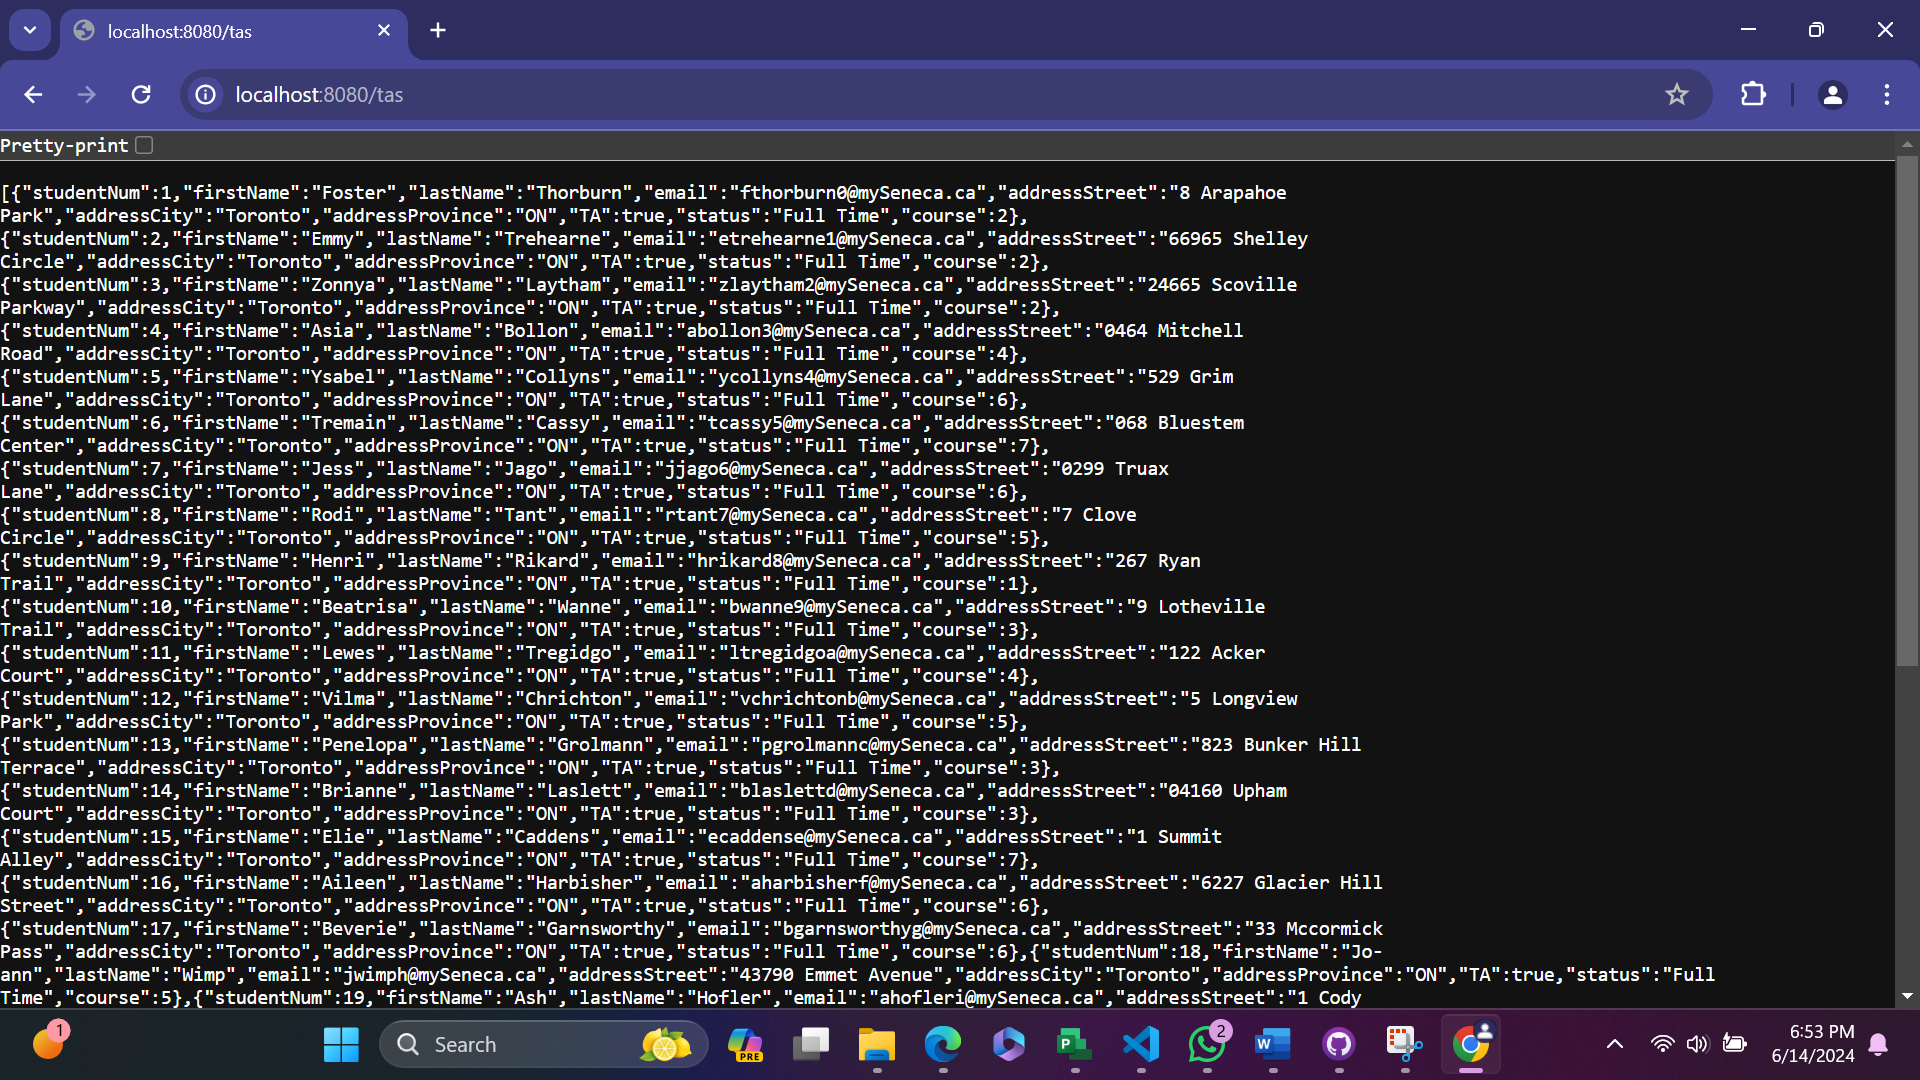 localhost:8080/tas
localhost:8080/tas
Pretty-print
[{"studentNum":1,"firstName":"Foster","lastName":"Thorburn","email":"fthorburn0@mySeneca.ca","addressStreet":"8 Arapahoe
Park","addressCity":"Toronto","addressProvince":"ON","TA":true,"status":"Full Time","course":2},
{"studentNum":2,"firstName":"Emmy","lastName":"Trehearne","email":"etrehearne1@mySeneca.ca","addressStreet":"66965 Shelley
Circle","addressCity":"Toronto","addressProvince":"ON","TA":true,"status":"Full Time","course":2},
{"studentNum":3,"firstName":"Zonnya","lastName":"Laytham","email":"zlaytham2@mySeneca.ca","addressStreet":"24665 Scoville
Parkway","addressCity":"Toronto","addressProvince":"ON","TA":true,"status":"Full Time","course":2},
{"studentNum":4,"firstName":"Asia","lastName":"Bollon","email":"abollon3@mySeneca.ca","addressStreet":"0464 Mitchell
Road","addressCity":"Toronto","addressProvince":"ON","TA":true,"status":"Full Time","course":4},
{"studentNum":5,"firstName":"Ysabel","lastName":"Collyns","email":"ycollyns4@mySeneca.ca","addressStreet":"529 Grim
Lane","addressCity":"Toronto","addressProvince":"ON","TA":true,"status":"Full Time","course":6},
{"studentNum":6,"firstName":"Tremain","lastName":"Cassy","email":"tcassy5@mySeneca.ca","addressStreet":"068 Bluestem
Center","addressCity":"Toronto","addressProvince":"ON","TA":true,"status":"Full Time","course":7},
{"studentNum":7,"firstName":"Jess","lastName":"Jago","email":"jjago6@mySeneca.ca","addressStreet":"0299 Truax
Lane","addressCity":"Toronto","addressProvince":"ON","TA":true,"status":"Full Time","course":6},
{"studentNum":8,"firstName":"Rodi","lastName":"Tant","email":"rtant7@mySeneca.ca","addressStreet":"7 Clove
Circle","addressCity":"Toronto","addressProvince":"ON","TA":true,"status":"Full Time","course":5},
{"studentNum":9,"firstName":"Henri","lastName":"Rikard","email":"hrikard8@mySeneca.ca","addressStreet":"267 Ryan
Trail","addressCity":"Toronto","addressProvince":"ON","TA":true,"status":"Full Time","course":1},
{"studentNum":10,"firstName":"Beatrisa","lastName":"Wanne","email":"bwanne9@mySeneca.ca","addressStreet":"9 Lotheville
Trail","addressCity":"Toronto","addressProvince":"ON","TA":true,"status":"Full Time","course":3},
{"studentNum":11,"firstName":"Lewes","lastName":"Tregidgo","email":"ltregidgoa@mySeneca.ca","addressStreet":"122 Acker
Court","addressCity":"Toronto","addressProvince":"ON","TA":true,"status":"Full Time","course":4},
{"studentNum":12,"firstName":"Vilma","lastName":"Chrichton","email":"vchrichtonb@mySeneca.ca","addressStreet":"5 Longview
Park","addressCity":"Toronto","addressProvince":"ON","TA":true,"status":"Full Time","course":5},
{"studentNum":13,"firstName":"Penelopa","lastName":"Grolmann","email":"pgrolmannc@mySeneca.ca","addressStreet":"823 Bunker Hill
Terrace","addressCity":"Toronto","addressProvince":"ON","TA":true,"status":"Full Time","course":3},
{"studentNum":14,"firstName":"Brianne","lastName":"Laslett","email":"blaslettd@mySeneca.ca","addressStreet":"04160 Upham
Court","addressCity":"Toronto","addressProvince":"ON","TA":true,"status":"Full Time","course":3},
{"studentNum":15,"firstName":"Elie","lastName":"Caddens","email":"ecaddense@mySeneca.ca","addressStreet":"1 Summit
Alley","addressCity":"Toronto","addressProvince":"ON","TA":true,"status":"Full Time","course":7},
{"studentNum":16,"firstName":"Aileen","lastName":"Harbisher","email":"aharbisherf@mySeneca.ca","addressStreet":"6227 Glacier Hill
Street","addressCity":"Toronto","addressProvince":"ON","TA":true,"status":"Full Time","course":6},
{"studentNum":17,"firstName":"Beverie","lastName":"Garnsworthy","email":"bgarnsworthyg@mySeneca.ca","addressStreet":"33 Mccormick
Pass","addressCity":"Toronto","addressProvince":"ON","TA":true,"status":"Full Time","course":6},{"studentNum":18,"firstName":"Jo-
ann","lastName":"Wimp","email":"jwimph@mySeneca.ca","addressStreet":"43790 Emmet Avenue","addressCity":"Toronto","addressProvince":"ON","TA":true,"status":"Full
Time","course":5},{"studentNum":19,"firstName":"Ash","lastName":"Hofler","email":"ahofleri@mySeneca.ca","addressStreet":"1 Cody
1
Search
PRE
P
2
W
6:53 PM
6/14/2024